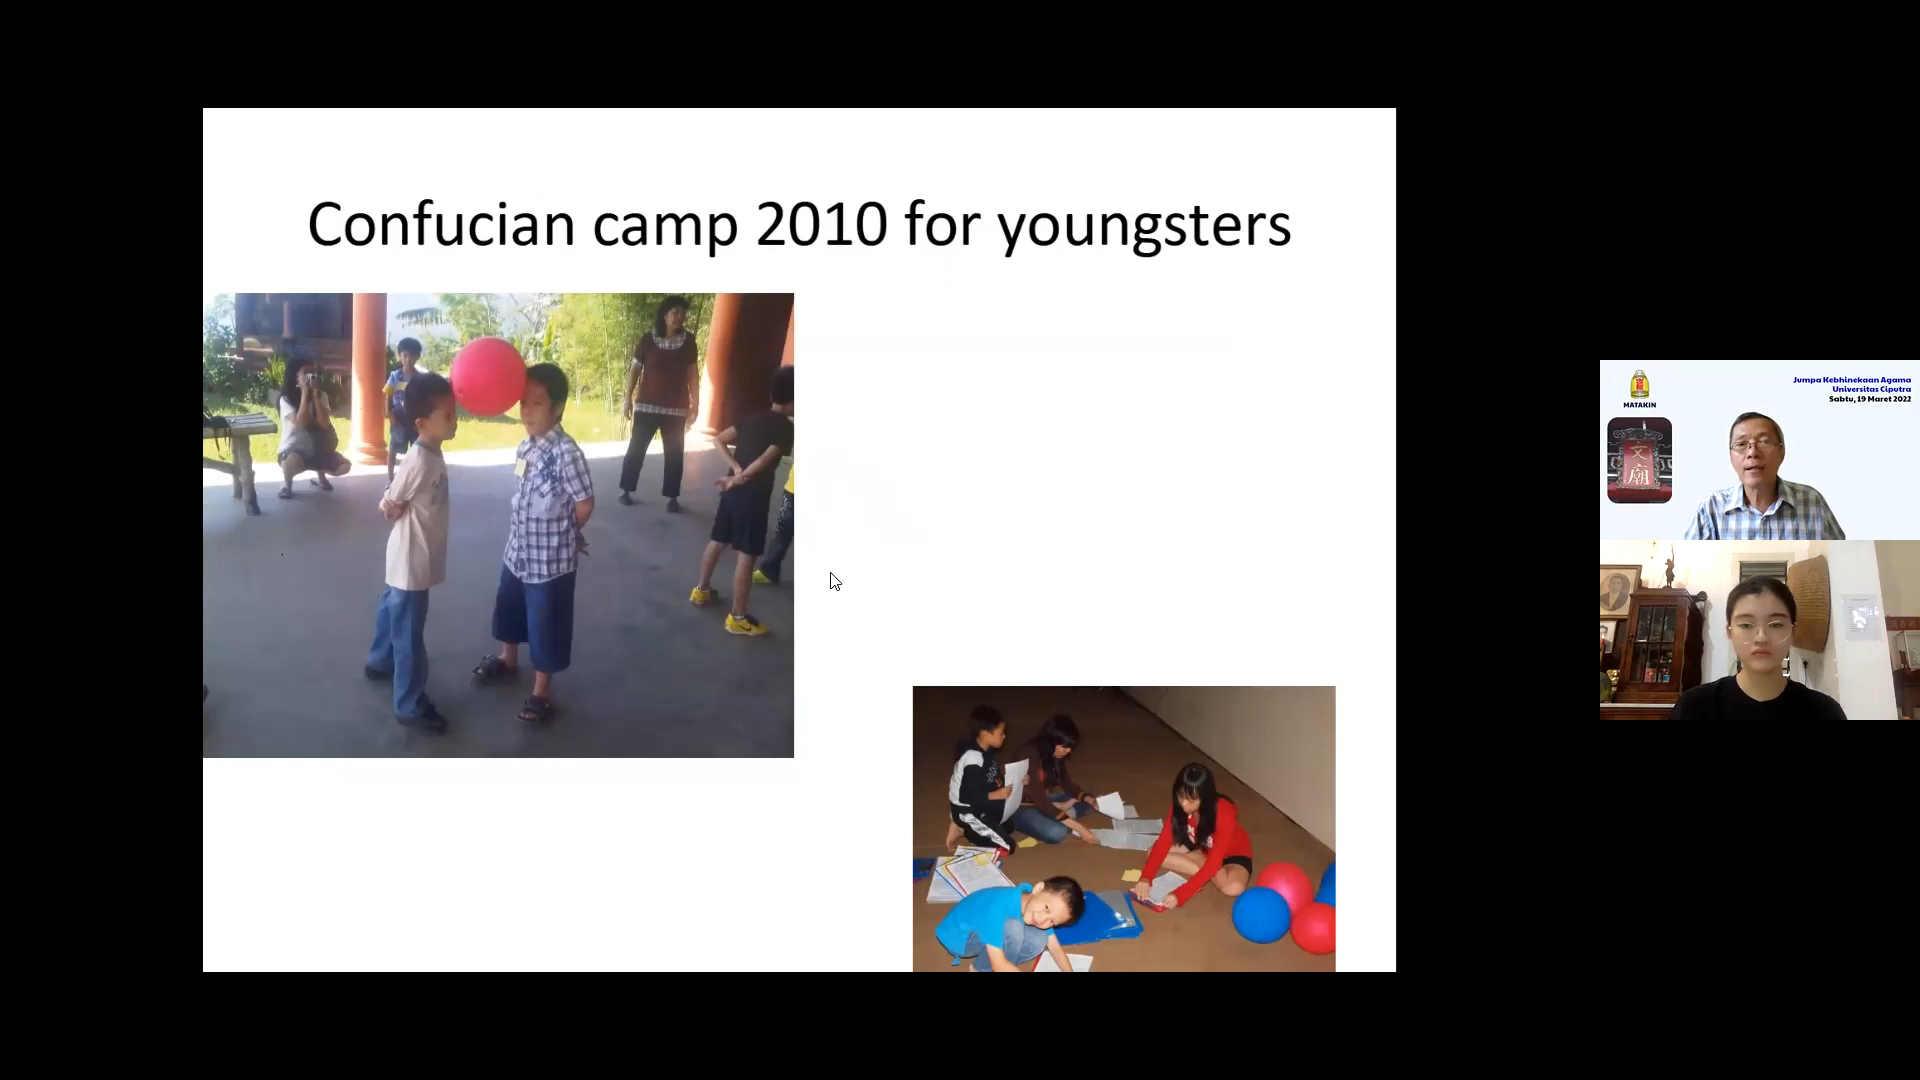 Confucian camp 2010 for youngsters
MATAKIN
Jumpa Kebhinekaan Agama
Universitas Ciputra
Sabtu, 19 Maret 2022
文
廟